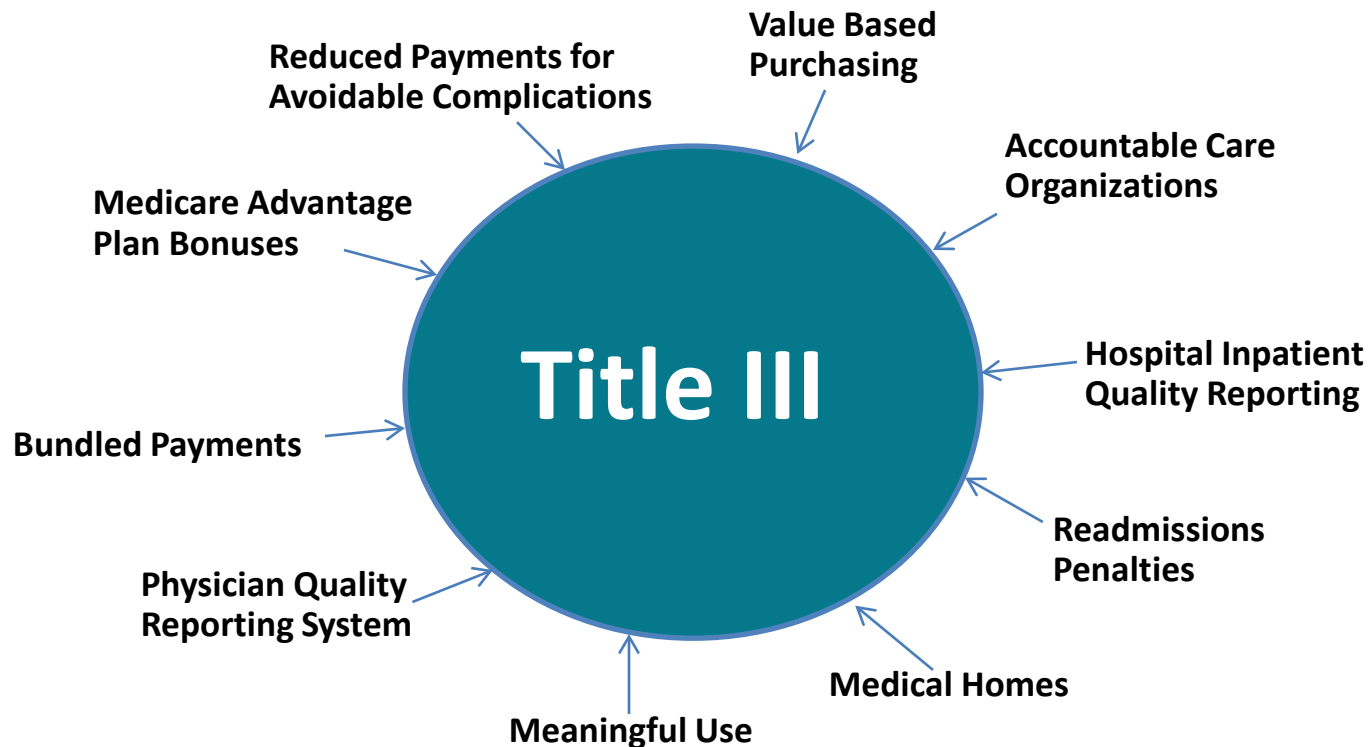 Value Based
Purchasing
Reduced Payments for
Avoidable Complications
Accountable Care
Organizations
Medicare Advantage
Plan Bonuses
Title III
Hospital Inpatient
Quality Reporting
Bundled Payments
Readmissions
Penalties
Physician Quality
Reporting System
Medical Homes
Meaningful Use